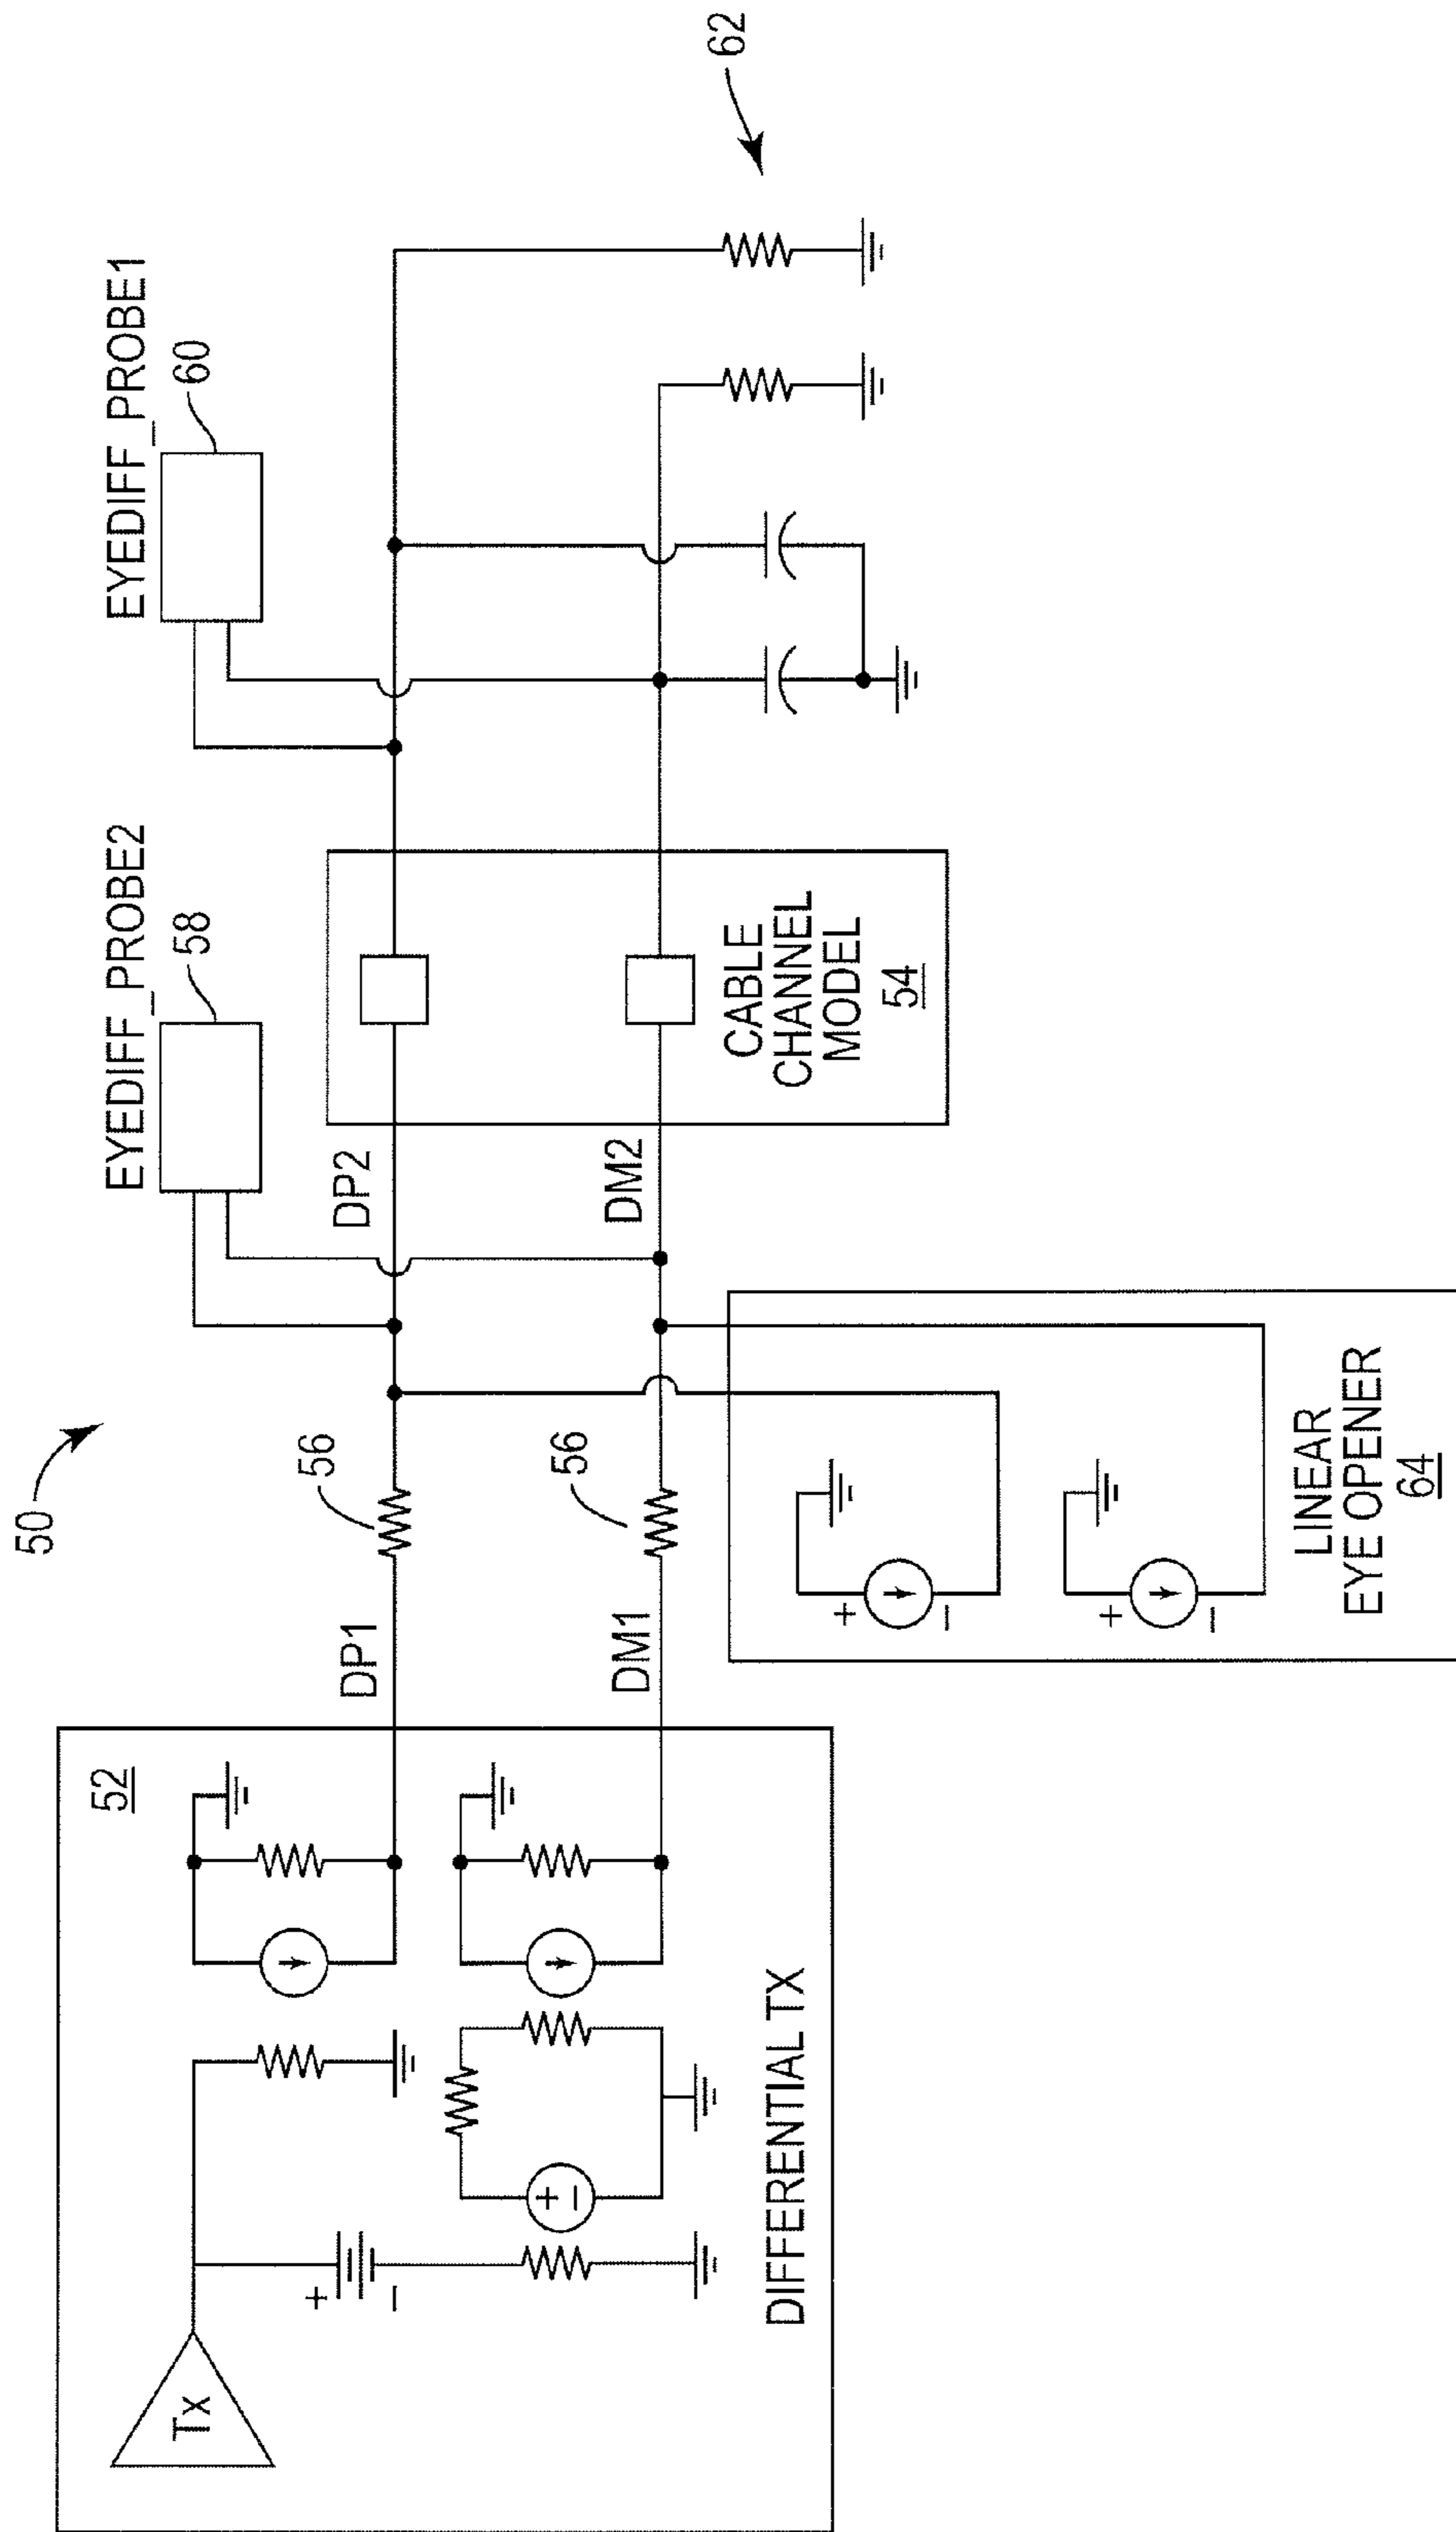 50
62
EYEDIFF_PROBE2
58
EYEDIFF_PROBE1
60
52
Tx
+
−
+
−
DIFFERENTIAL TX
DP1
56
DP2
DM1
56
DM2
CABLE
CHANNEL
MODEL
54
+
−
+
−
LINEAR
EYE OPENER
64